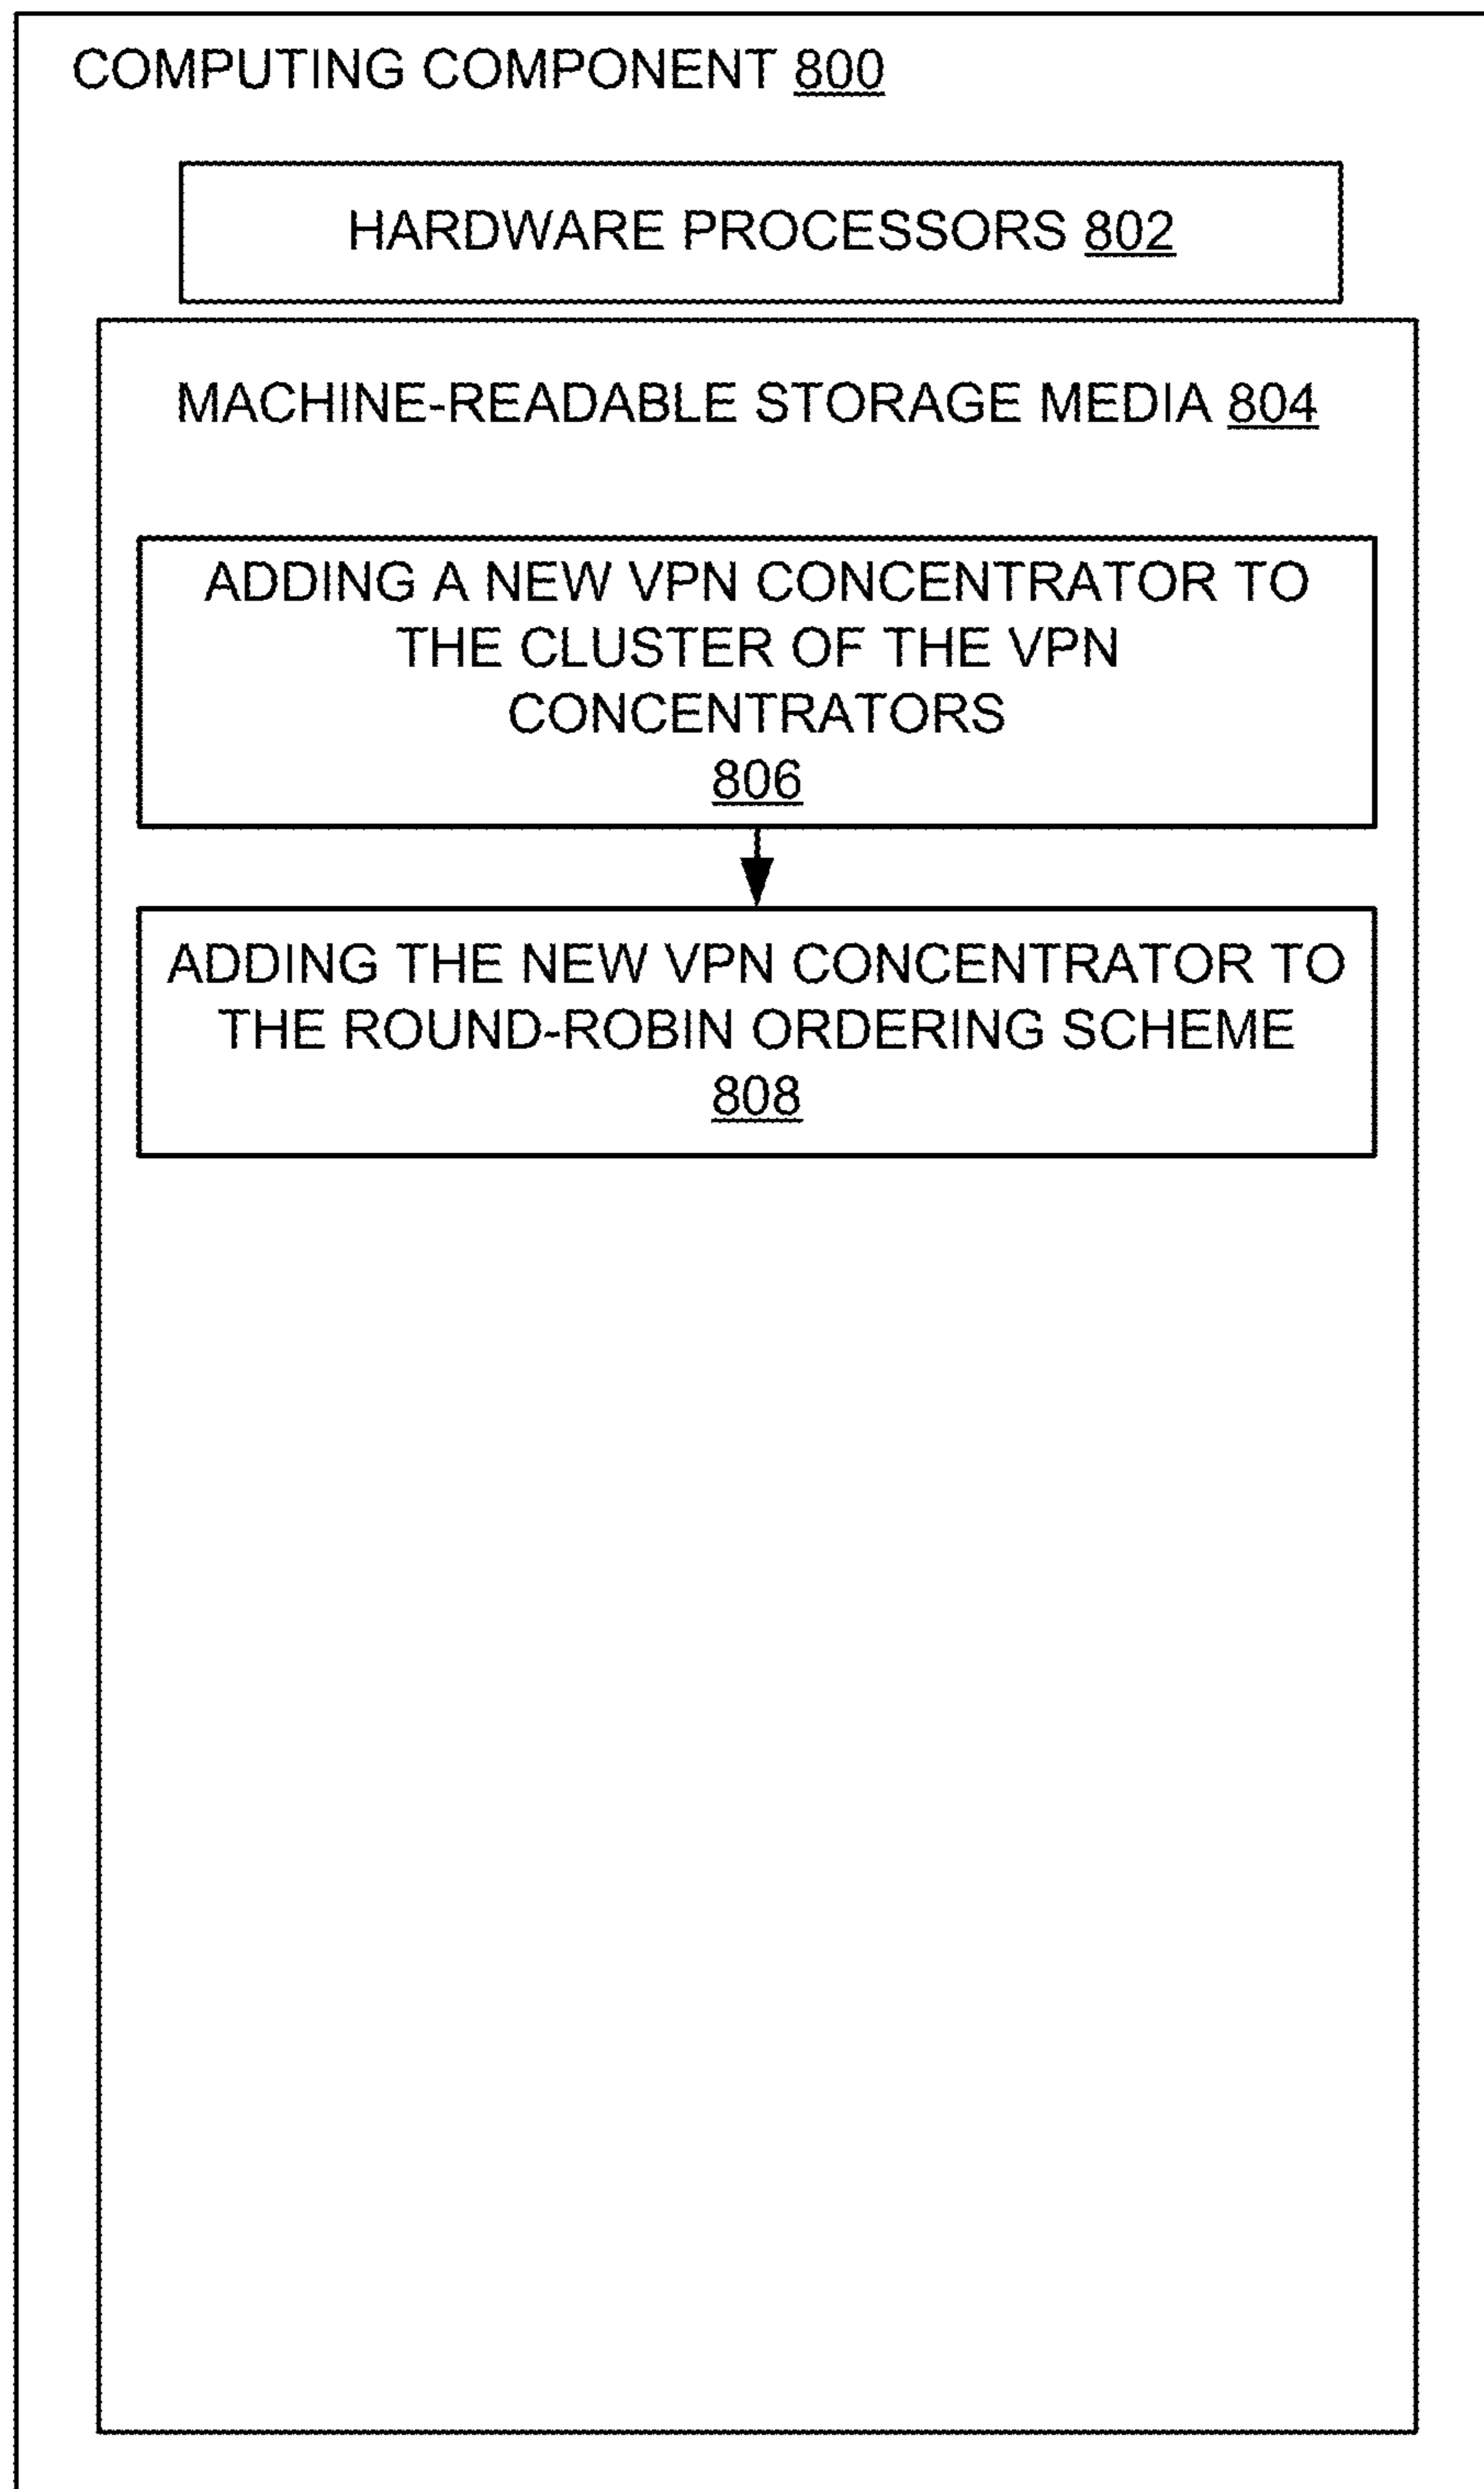 COMPUTING COMPONENT 800
HARDWARE PROCESSORS 802
MACHINE-READABLE STORAGE MEDIA 804
ADDING A NEW VPN CONCENTRATOR TO
THE CLUSTER OF THE VPN
CONCENTRATORS
806
ADDING THE NEW VPN CONCENTRATOR TO
THE ROUND-ROBIN ORDERING SCHEME
808